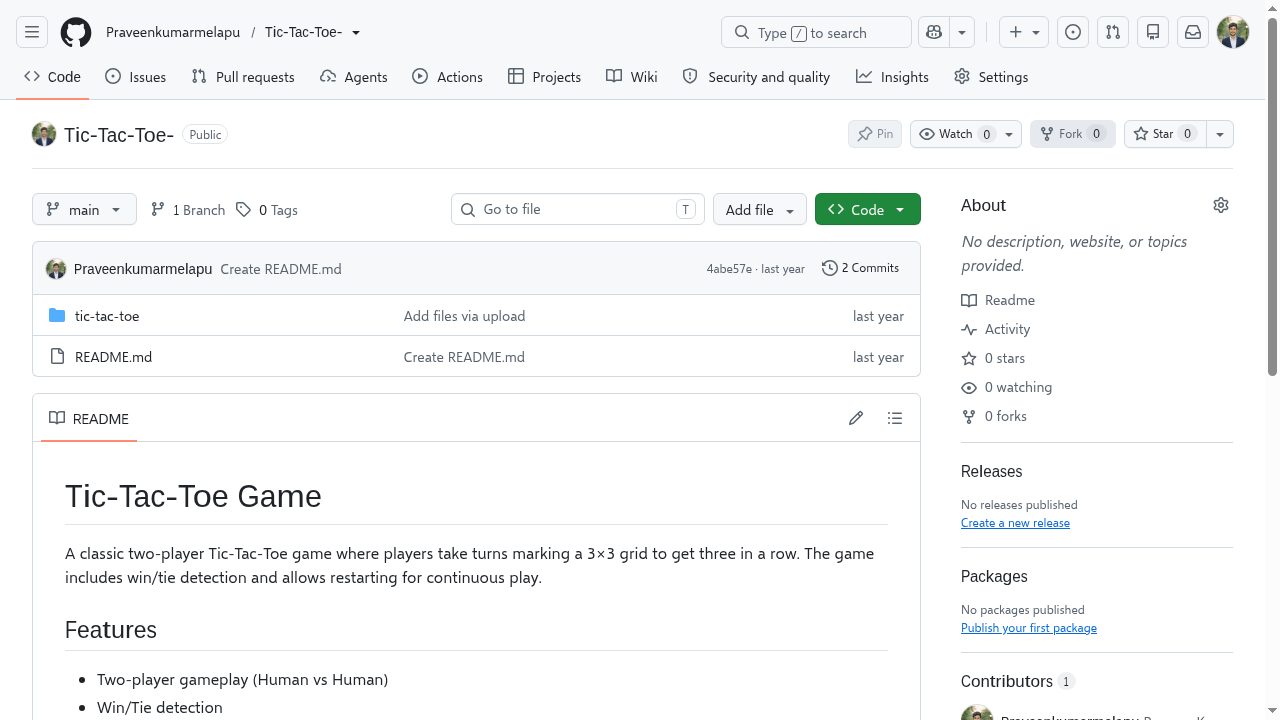 Praveenkumarmelapu / Tic-Tac-Toe-
Type / to search
Code Issues Pull requests Agents Actions Projects Wiki Security and quality Insights Settings
Tic-Tac-Toe- Public
Pin Watch 0 Fork 0 Star 0
main 1 Branch 0 Tags Go to file T Add file Code
Praveenkumarmelapu Create README.md 4abe57e · last year 2 Commits
tic-tac-toe Add files via upload last year
README.md Create README.md last year
README
Tic-Tac-Toe Game
A classic two-player Tic-Tac-Toe game where players take turns marking a 3×3 grid to get three in a row. The game
includes win/tie detection and allows restarting for continuous play.
Features
Two-player gameplay (Human vs Human)
Win/Tie detection
About
No description, website, or topics
provided.
Readme
Activity
0 stars
0 watching
0 forks
Releases
No releases published
Create a new release
Packages
No packages published
Publish your first package
Contributors 1